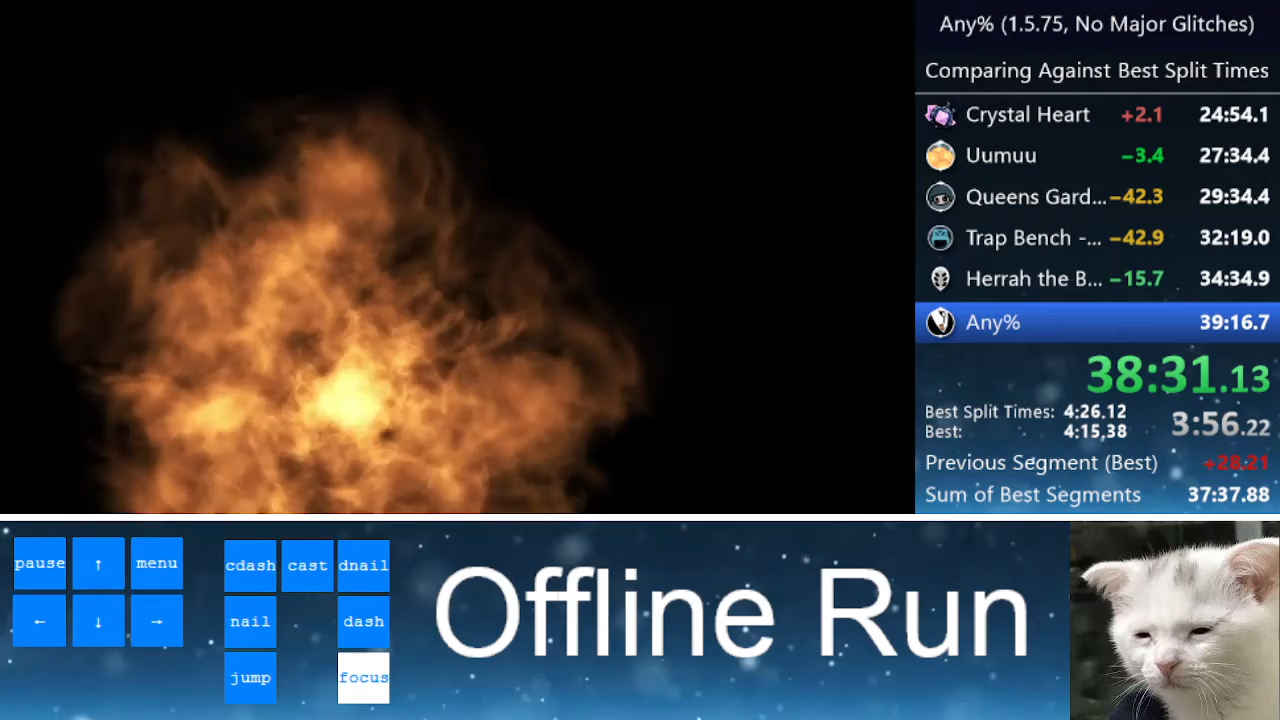 Any% (1.5.75, No Major Glitches)
Comparing Against Best Split Times
Crystal Heart +2.1 24:54.1
Uumuu −3.4 27:34.4
Queens Gard... −42.3 29:34.4
Trap Bench -... −42.9 32:19.0
Herrah the B... −15.7 34:34.9
Any% 39:16.7
38:31.13
Best Split Times: 4:26.12
Best: 4:15.38
3:56.22
Previous Segment (Best) +28.21
Sum of Best Segments 37:37.88
pause ↑ menu
← ↓ →
cdash cast dnail
nail dash
jump focus
Offline Run